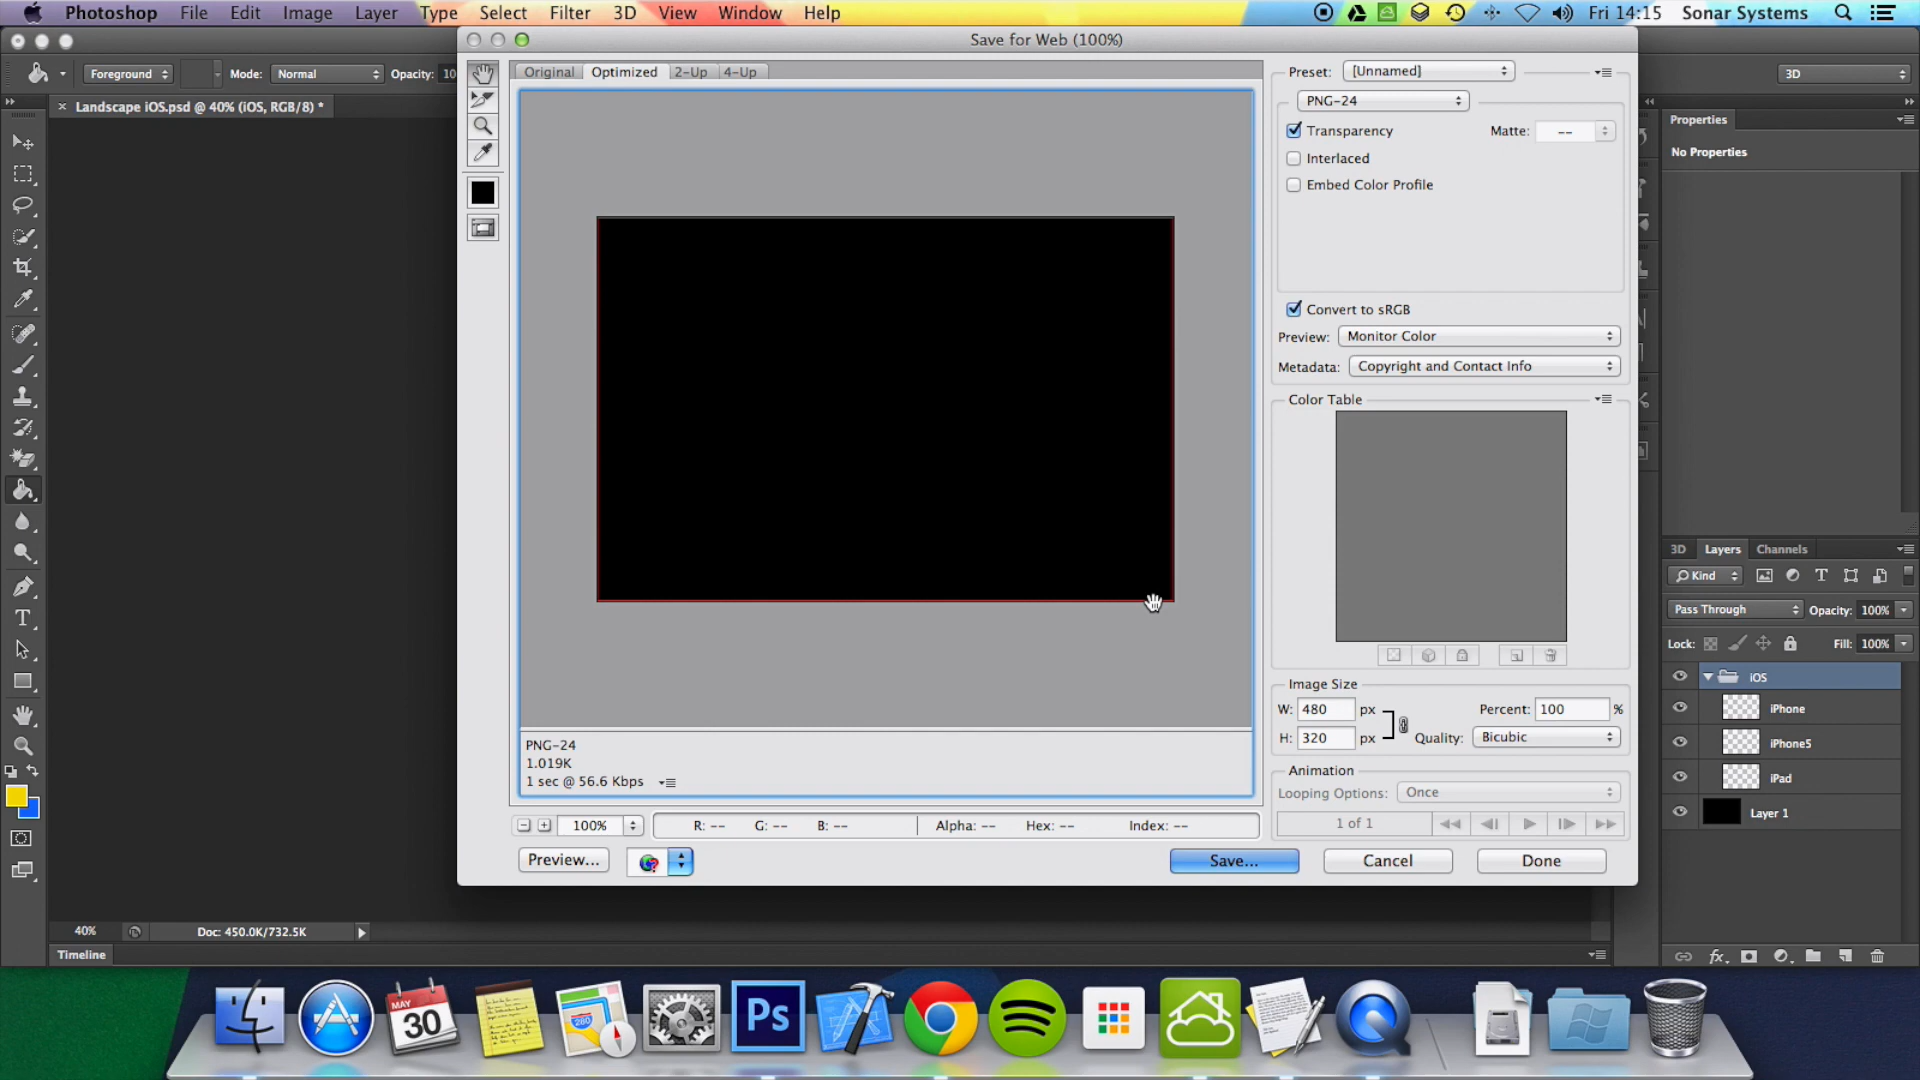 Photoshop File Edit Image Layer Type Select Filter 3D View Window Help Fri 14:15 Sonar Systems
Save for Web (100%)
Foreground Mode: Normal Opacity: 10
3D
Landscape iOS.psd @ 40% (iOS, RGB/8) *
Original Optimized 2-Up 4-Up
Preset: [Unnamed]
PNG-24
Transparency Matte: --
Interlaced
Embed Color Profile
Convert to sRGB
Preview: Monitor Color
Metadata: Copyright and Contact Info
Color Table
Image Size
W: 480 px Percent: 100 %
H: 320 px Quality: Bicubic
Animation
Looping Options: Once
1 of 1
PNG-24
1.019K
1 sec @ 56.6 Kbps
100% R: -- G: -- B: -- Alpha: -- Hex: -- Index: --
Preview... Save... Cancel Done
Properties
No Properties
3D Layers Channels
Kind
Pass Through Opacity: 100%
Lock: Fill: 100%
iOS
iPhone
iPhone5
iPad
Layer 1
40% Doc: 450.0K/732.5K
Timeline
MAY
30
280
Ps